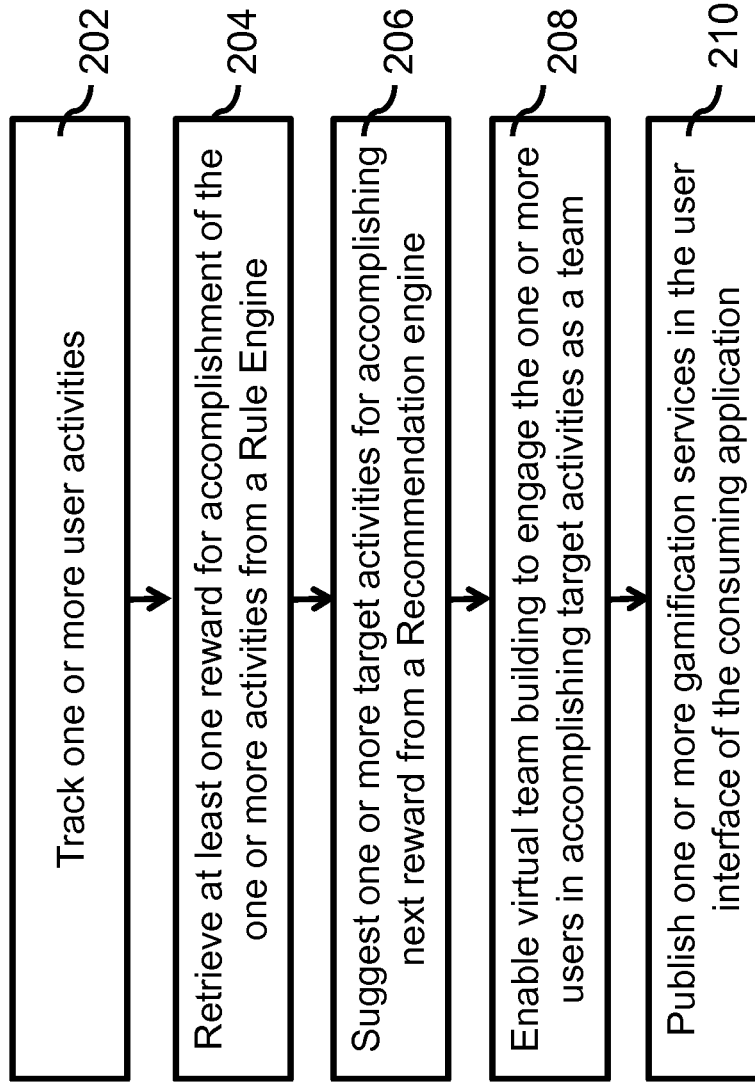 Track one or more user activities
202
Retrieve at least one reward for accomplishment of the
one or more activities from a Rule Engine
204
Suggest one or more target activities for accomplishing
next reward from a Recommendation engine
206
Enable virtual team building to engage the one or more
users in accomplishing target activities as a team
208
Publish one or more gamification services in the user
interface of the consuming application
210